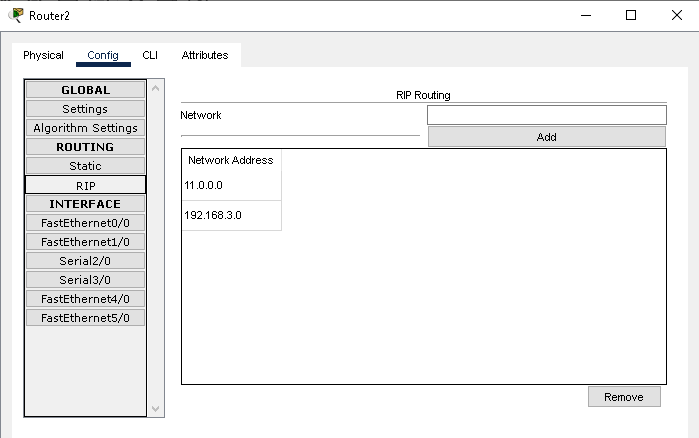 Router2
Physical Config CLI Attributes
GLOBAL
Settings
Algorithm Settings
ROUTING
Static
RIP
INTERFACE
FastEthernet0/0
FastEthernet1/0
Serial2/0
Serial3/0
FastEthernet4/0
FastEthernet5/0
RIP Routing
Network
Add
Network Address
11.0.0.0
192.168.3.0
Remove